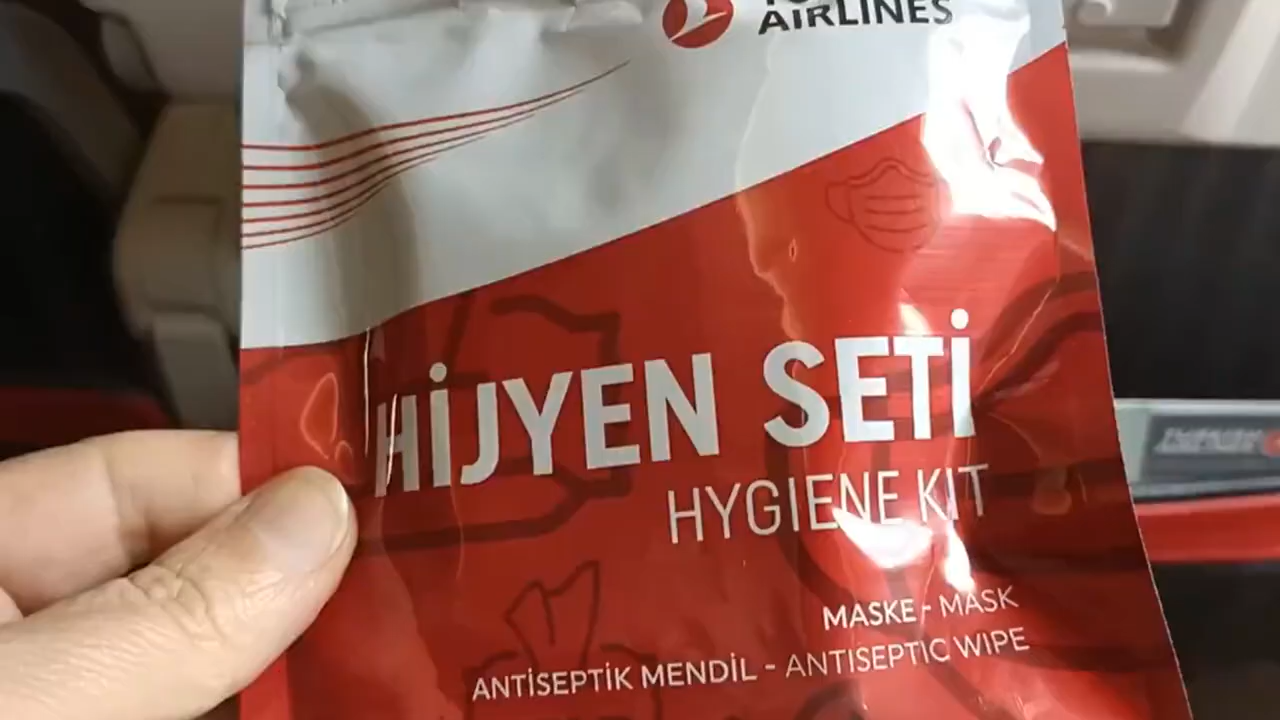 AIRLINES
HİJYEN SETİ
HYGIENE KIT
MASKE - MASK
ANTİSEPTİK MENDİL - ANTISEPTIC WIPE